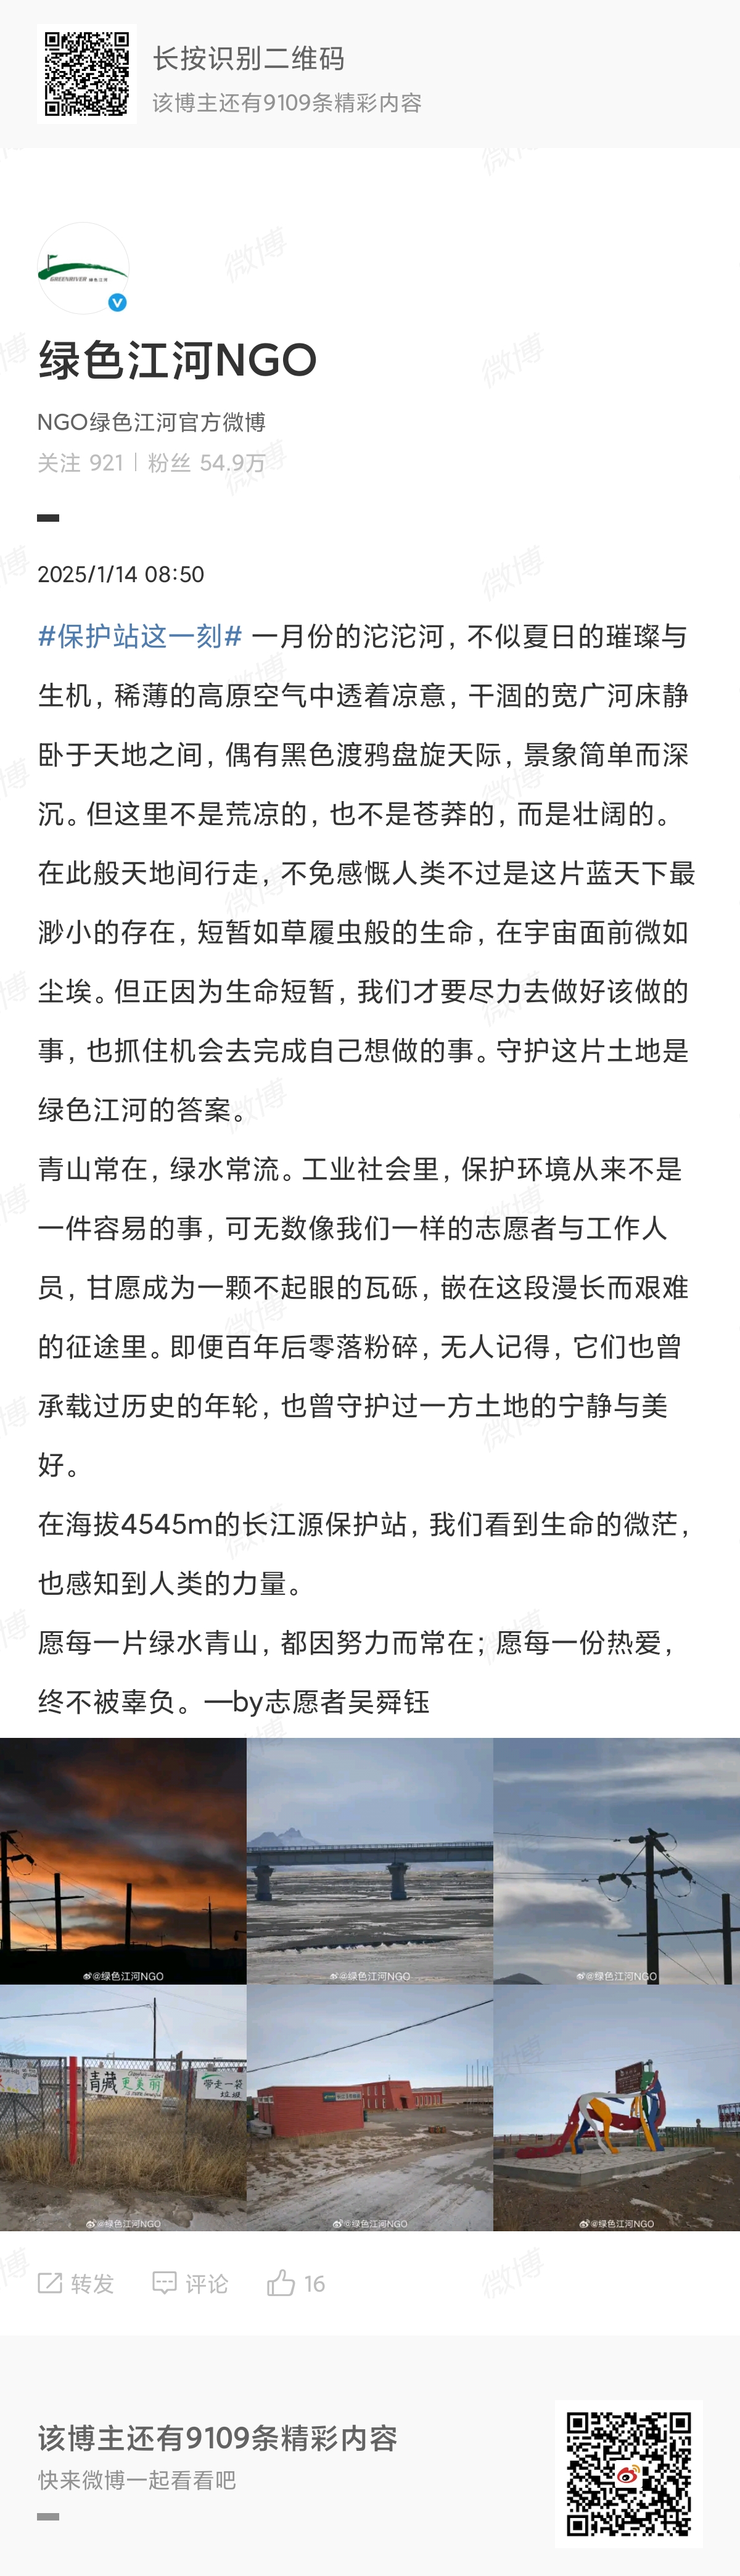 长按识别二维码
该博主还有9109条精彩内容
GREENRIVER 绿色江河
绿色江河NGO
NGO绿色江河官方微博
关注 921 | 粉丝 54.9万
2025/1/14 08:50
#保护站这一刻# 一月份的沱沱河，不似夏日的璀璨与
生机，稀薄的高原空气中透着凉意，干涸的宽广河床静
卧于天地之间，偶有黑色渡鸦盘旋天际，景象简单而深
沉。但这里不是荒凉的，也不是苍莽的，而是壮阔的。
在此般天地间行走，不免感慨人类不过是这片蓝天下最
渺小的存在，短暂如草履虫般的生命，在宇宙面前微如
尘埃。但正因为生命短暂，我们才要尽力去做好该做的
事，也抓住机会去完成自己想做的事。守护这片土地是
绿色江河的答案。
青山常在，绿水常流。工业社会里，保护环境从来不是
一件容易的事，可无数像我们一样的志愿者与工作人
员，甘愿成为一颗不起眼的瓦砾，嵌在这段漫长而艰难
的征途里。即便百年后零落粉碎，无人记得，它们也曾
承载过历史的年轮，也曾守护过一方土地的宁静与美
好。
在海拔4545m的长江源保护站，我们看到生命的微茫，
也感知到人类的力量。
愿每一片绿水青山，都因努力而常在；愿每一份热爱，
终不被辜负。—by志愿者吴舜钰
@绿色江河NGO
@绿色江河NGO
@绿色江河NGO
青藏更美丽
带走一袋垃圾
@绿色江河NGO
@绿色江河NGO
@绿色江河NGO
转发
评论
16
该博主还有9109条精彩内容
快来微博一起看看吧
微博